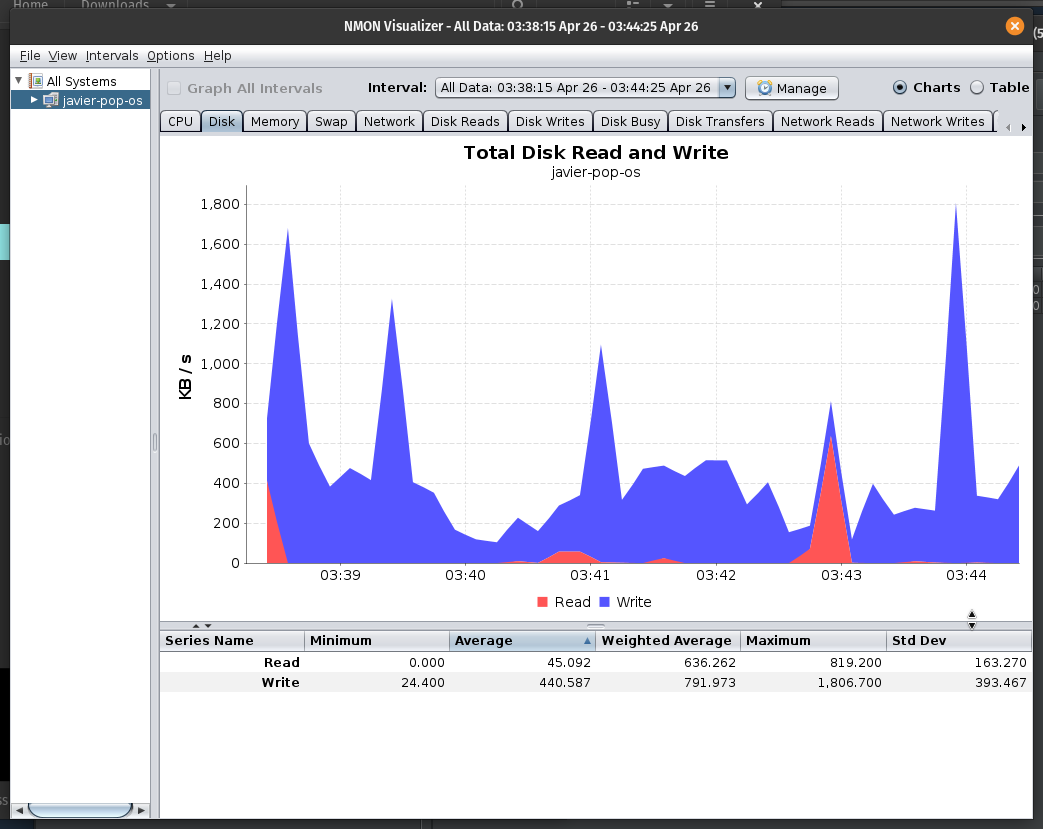 Home Downloads
NMON Visualizer - All Data: 03:38:15 Apr 26 - 03:44:25 Apr 26
File View Intervals Options Help
All Systems
javier-pop-os
Graph All Intervals Interval: All Data: 03:38:15 Apr 26 - 03:44:25 Apr 26 Manage Charts Table
CPU Disk Memory Swap Network Disk Reads Disk Writes Disk Busy Disk Transfers Network Reads Network Writes
Total Disk Read and Write
javier-pop-os
KB / s
1,800
1,600
1,400
1,200
1,000
800
600
400
200
0
03:39 03:40 03:41 03:42 03:43 03:44
Read Write
Series Name Minimum Average Weighted Average Maximum Std Dev
Read 0.000 45.092 636.262 819.200 163.270
Write 24.400 440.587 791.973 1,806.700 393.467